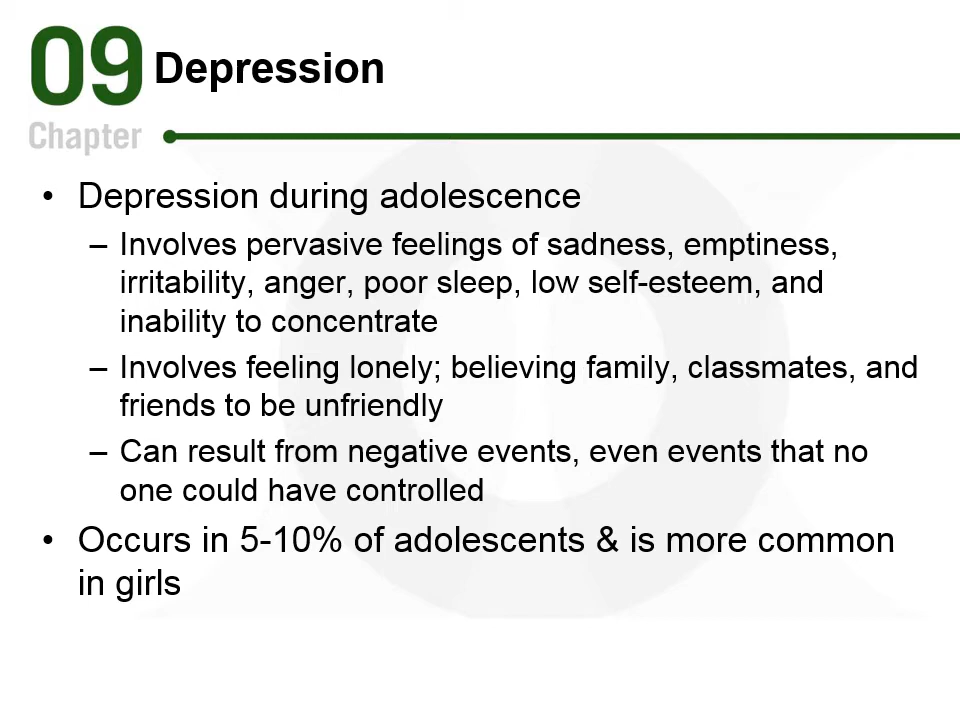 09 Depression
Chapter
• Depression during adolescence
– Involves pervasive feelings of sadness, emptiness,
irritability, anger, poor sleep, low self-esteem, and
inability to concentrate
– Involves feeling lonely; believing family, classmates, and
friends to be unfriendly
– Can result from negative events, even events that no
one could have controlled
• Occurs in 5-10% of adolescents & is more common
in girls